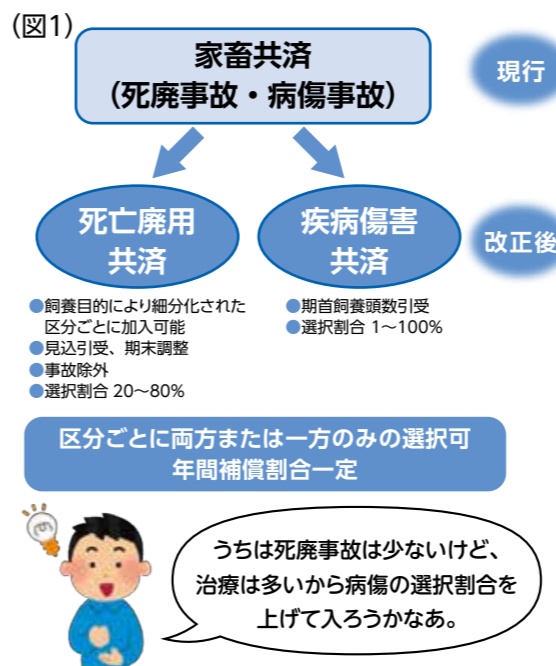 (図1)
家畜共済
(死廃事故・病傷事故)
現行
死亡廃用
共済
疾病傷害
共済
改正後
●飼養目的により細分化された
区分ごとに加入可能
●見込引受、期末調整
●事故除外
●選択割合 20～80%
●期首飼養頭数引受
●選択割合 1～100%
区分ごとに両方または一方のみの選択可
年間補償割合一定
うちは死廃事故は少ないけど、
治療は多いから病傷の選択割合を
上げて入ろうかなあ。